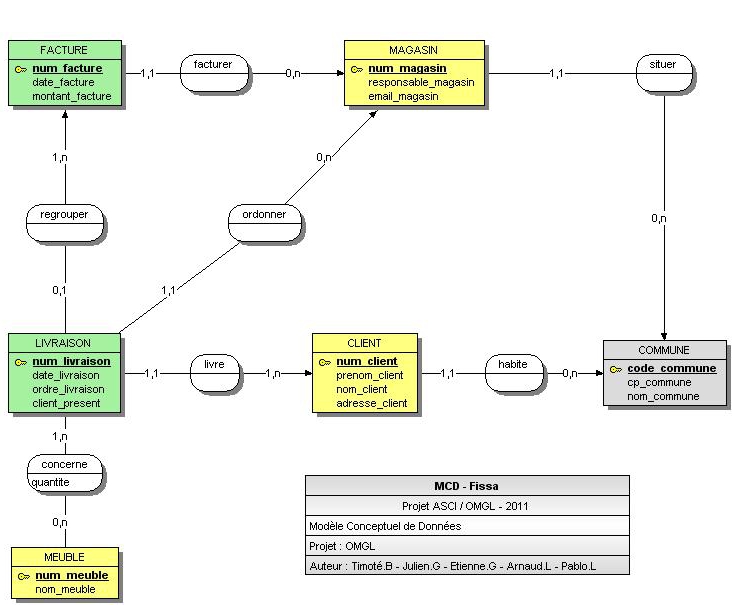 FACTURE
num_facture
date_facture
montant_facture
1,1
facturer
0,n
MAGASIN
num_magasin
responsable_magasin
email_magasin
1,1
situer
1,n
0,n
regrouper
ordonner
0,n
0,1
1,1
LIVRAISON
num_livraison
date_livraison
ordre_livraison
client_present
1,1
livre
1,n
CLIENT
num_client
prenom_client
nom_client
adresse_client
1,1
habite
0,n
COMMUNE
code_commune
cp_commune
nom_commune
1,n
concerne
quantite
0,n
MEUBLE
num_meuble
nom_meuble
MCD - Fissa
Projet ASCI / OMGL - 2011
Modèle Conceptuel de Données
Projet : OMGL
Auteur : Timoté.B - Julien.G - Etienne.G - Arnaud.L - Pablo.L